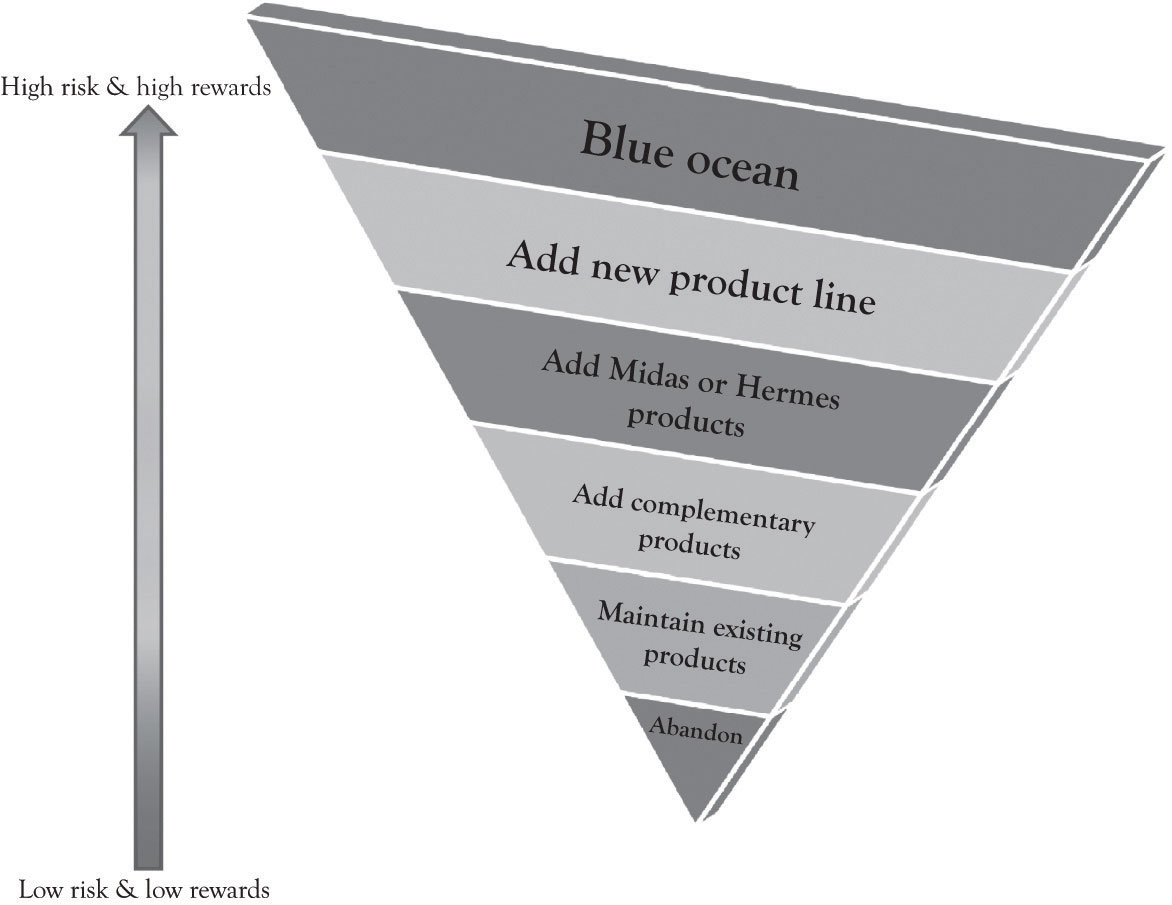 High risk & high rewards
Blue ocean
Add new product line
Add Midas or Hermes
products
Add complementary
products
Maintain existing
products
Abandon
Low risk & low rewards